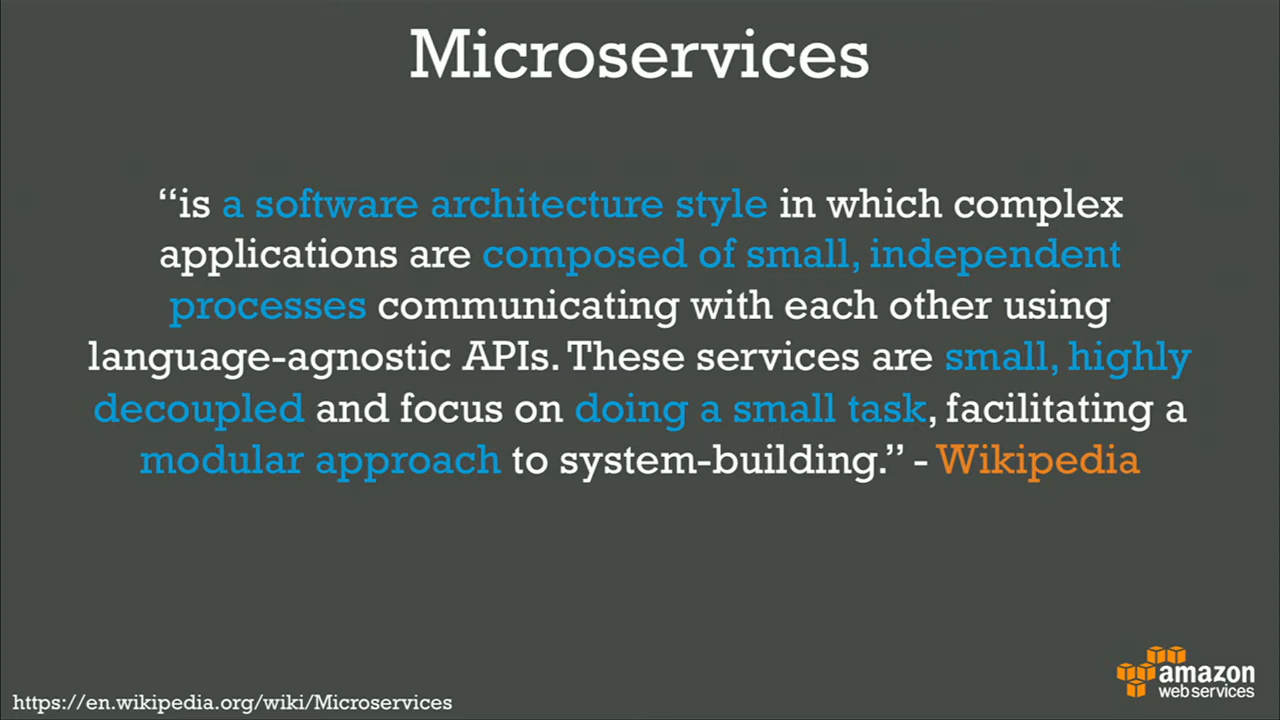 Microservices
“is a software architecture style in which complex
applications are composed of small, independent
processes communicating with each other using
language-agnostic APIs. These services are small, highly
decoupled and focus on doing a small task, facilitating a
modular approach to system-building.” - Wikipedia
https://en.wikipedia.org/wiki/Microservices
amazon
web services